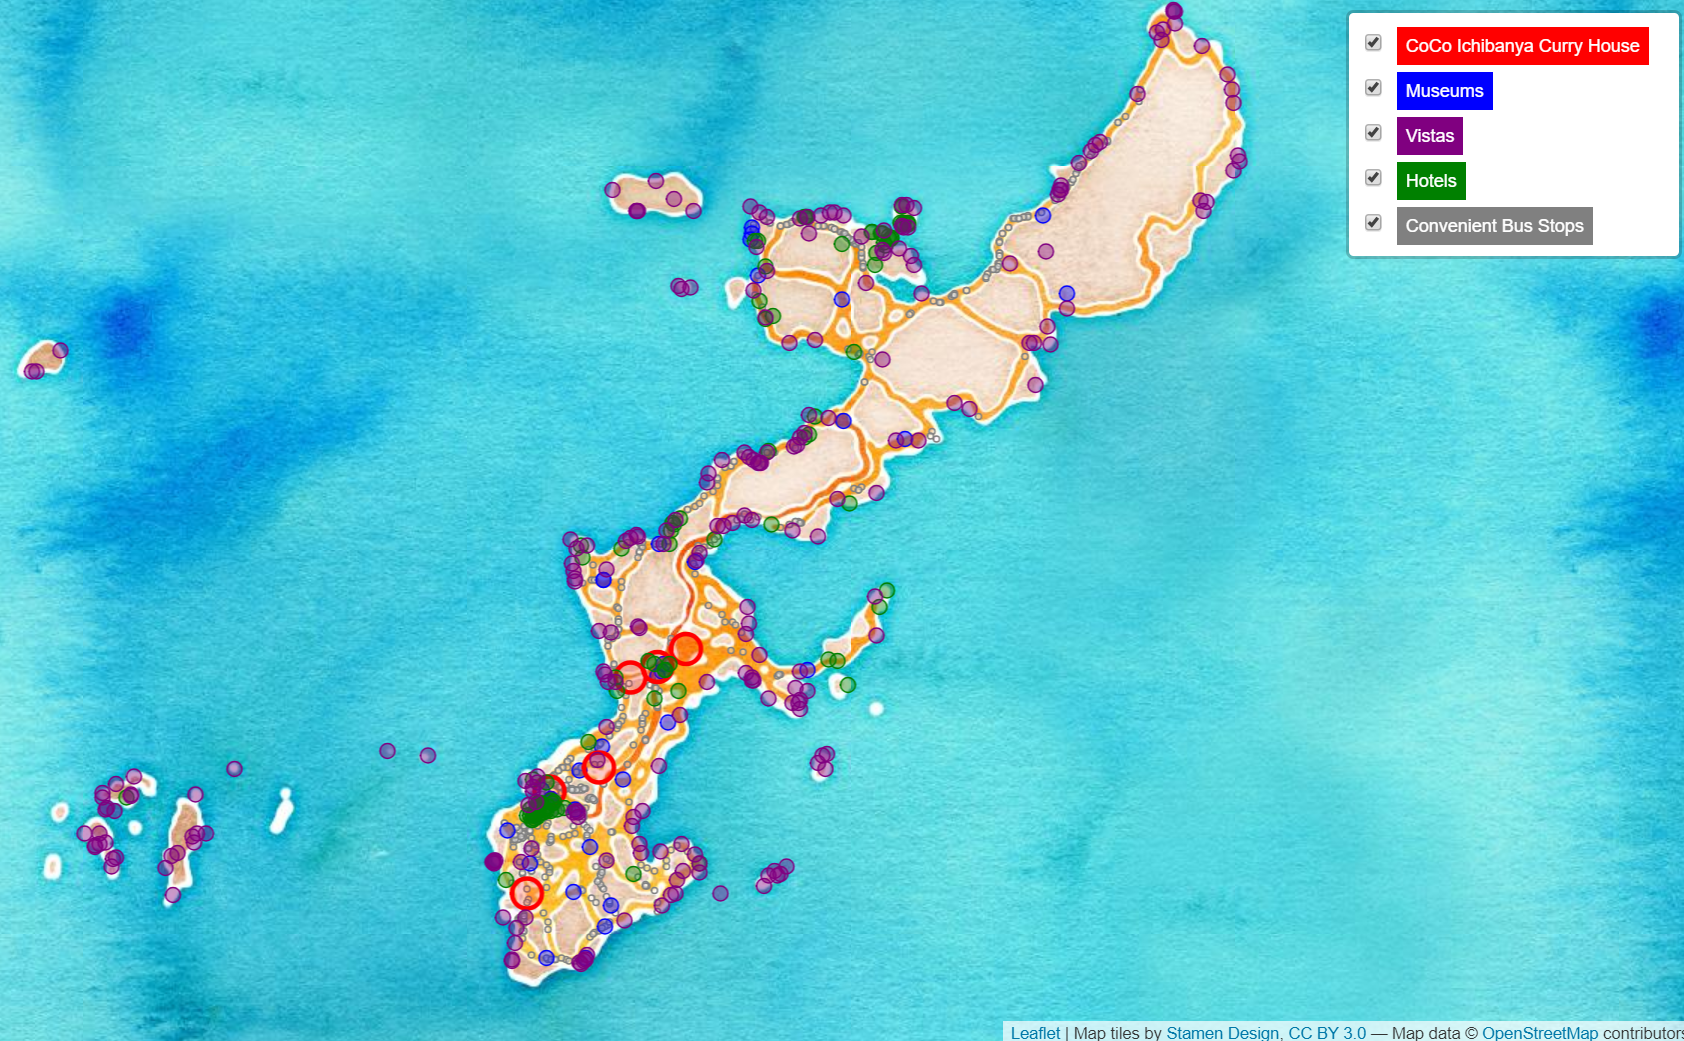 CoCo Ichibanya Curry House
Museums
Vistas
Hotels
Convenient Bus Stops
Leaflet | Map tiles by Stamen Design, CC BY 3.0 — Map data © OpenStreetMap contributors